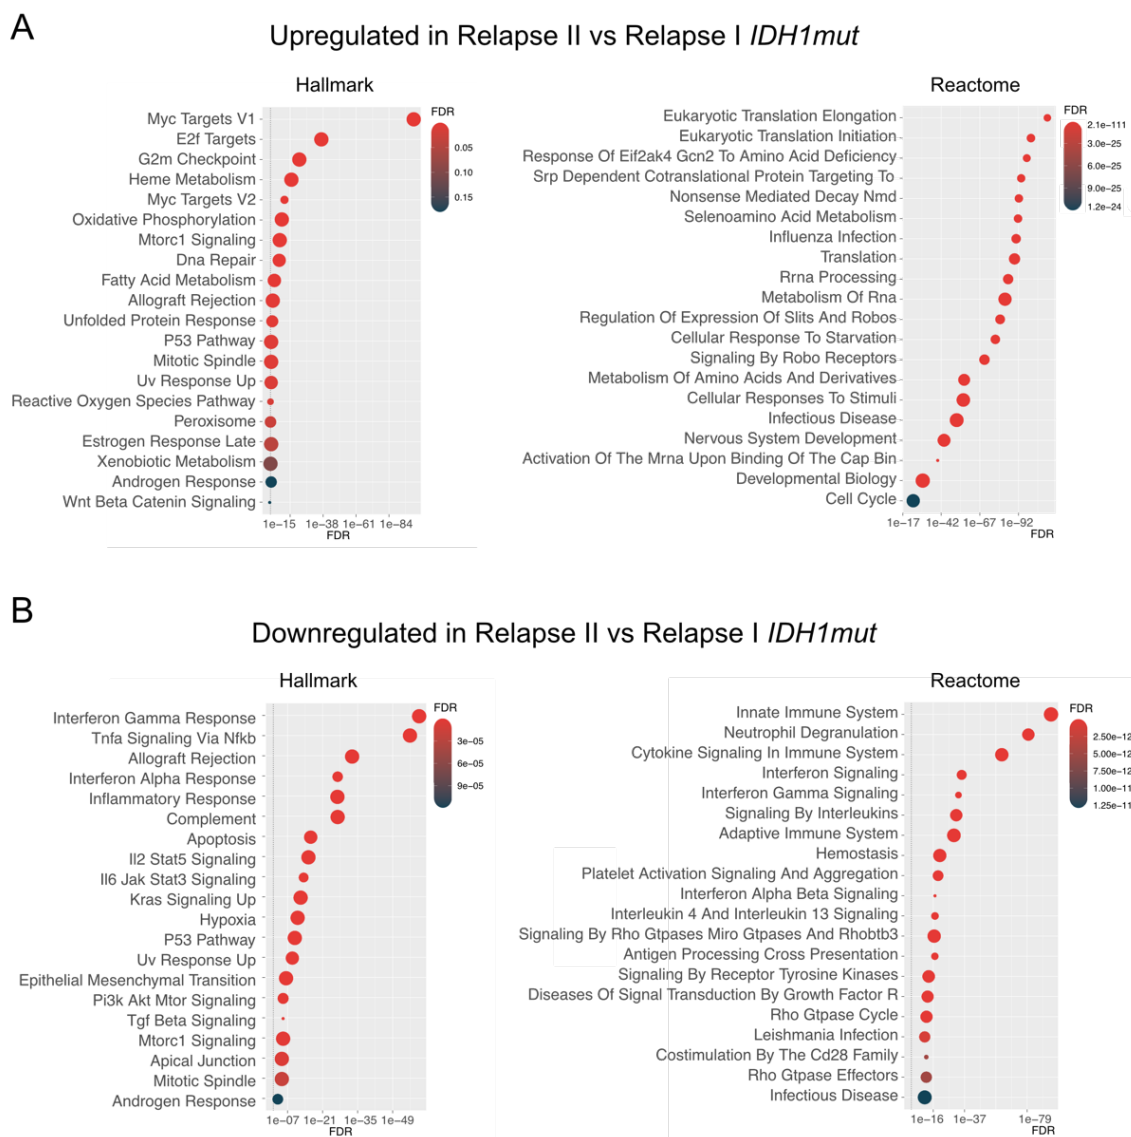 A
Upregulated in Relapse II vs Relapse I IDH1mut
Hallmark
Myc Targets V1
E2f Targets
G2m Checkpoint
Heme Metabolism
Myc Targets V2
Oxidative Phosphorylation
Mtorc1 Signaling
Dna Repair
Fatty Acid Metabolism
Allograft Rejection
Unfolded Protein Response
P53 Pathway
Mitotic Spindle
Uv Response Up
Reactive Oxygen Species Pathway
Peroxisome
Estrogen Response Late
Xenobiotic Metabolism
Androgen Response
Wnt Beta Catenin Signaling
1e−15 1e−38 1e−61 1e−84
FDR
FDR
0.05
0.10
0.15
Reactome
Eukaryotic Translation Elongation
Eukaryotic Translation Initiation
Response Of Eif2ak4 Gcn2 To Amino Acid Deficiency
Srp Dependent Cotranslational Protein Targeting To
Nonsense Mediated Decay Nmd
Selenoamino Acid Metabolism
Influenza Infection
Translation
Rrna Processing
Metabolism Of Rna
Regulation Of Expression Of Slits And Robos
Cellular Response To Starvation
Signaling By Robo Receptors
Metabolism Of Amino Acids And Derivatives
Cellular Responses To Stimuli
Infectious Disease
Nervous System Development
Activation Of The Mrna Upon Binding Of The Cap Bin
Developmental Biology
Cell Cycle
1e−17 1e−42 1e−67 1e−92
FDR
FDR
2.1e−111
3.0e−25
6.0e−25
9.0e−25
1.2e−24
B
Downregulated in Relapse II vs Relapse I IDH1mut
Hallmark
Interferon Gamma Response
Tnfa Signaling Via Nfkb
Allograft Rejection
Interferon Alpha Response
Inflammatory Response
Complement
Apoptosis
Il2 Stat5 Signaling
Il6 Jak Stat3 Signaling
Kras Signaling Up
Hypoxia
P53 Pathway
Uv Response Up
Epithelial Mesenchymal Transition
Pi3k Akt Mtor Signaling
Tgf Beta Signaling
Mtorc1 Signaling
Apical Junction
Mitotic Spindle
Androgen Response
1e−07 1e−21 1e−35 1e−49
FDR
FDR
3e−05
6e−05
9e−05
Reactome
Innate Immune System
Neutrophil Degranulation
Cytokine Signaling In Immune System
Interferon Signaling
Interferon Gamma Signaling
Signaling By Interleukins
Adaptive Immune System
Hemostasis
Platelet Activation Signaling And Aggregation
Interferon Alpha Beta Signaling
Interleukin 4 And Interleukin 13 Signaling
Signaling By Rho Gtpases Miro Gtpases And Rhobtb3
Antigen Processing Cross Presentation
Signaling By Receptor Tyrosine Kinases
Diseases Of Signal Transduction By Growth Factor R
Rho Gtpase Cycle
Leishmania Infection
Costimulation By The Cd28 Family
Rho Gtpase Effectors
Infectious Disease
1e−16 1e−37 1e−79
FDR
FDR
2.50e−12
5.00e−12
7.50e−12
1.00e−11
1.25e−11